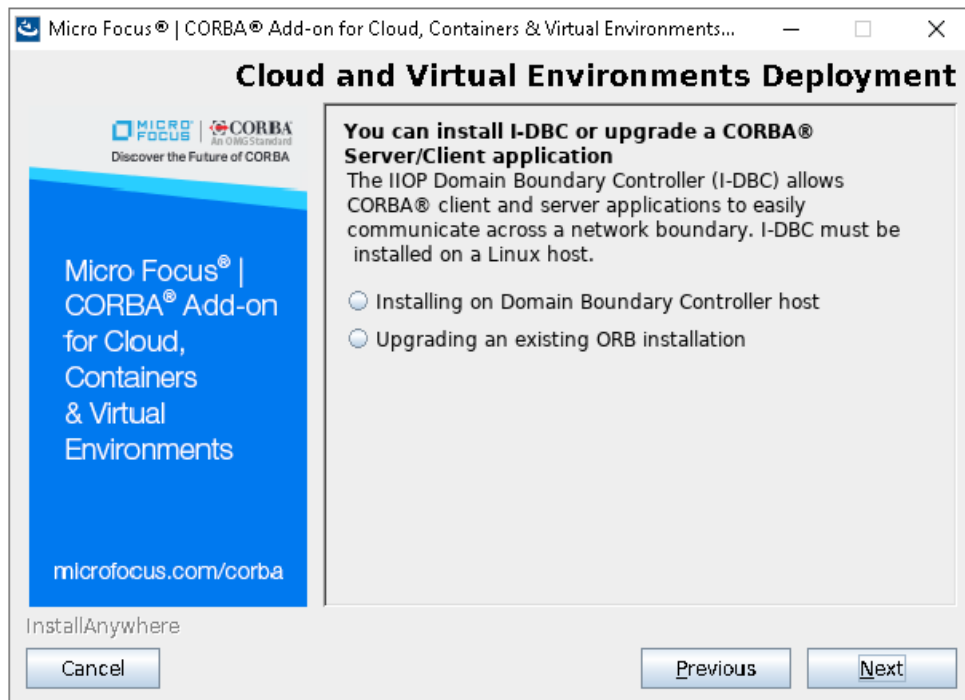 Micro Focus® | CORBA® Add-on for Cloud, Containers & Virtual Environments...
Cloud and Virtual Environments Deployment
MICRO FOCUS | CORBA
An OMG Standard
Discover the Future of CORBA
Micro Focus® |
CORBA® Add-on
for Cloud,
Containers
& Virtual
Environments
microfocus.com/corba
You can install I-DBC or upgrade a CORBA®
Server/Client application
The IIOP Domain Boundary Controller (I-DBC) allows
CORBA® client and server applications to easily
communicate across a network boundary. I-DBC must be
installed on a Linux host.
Installing on Domain Boundary Controller host
Upgrading an existing ORB installation
InstallAnywhere
Cancel
Previous
Next